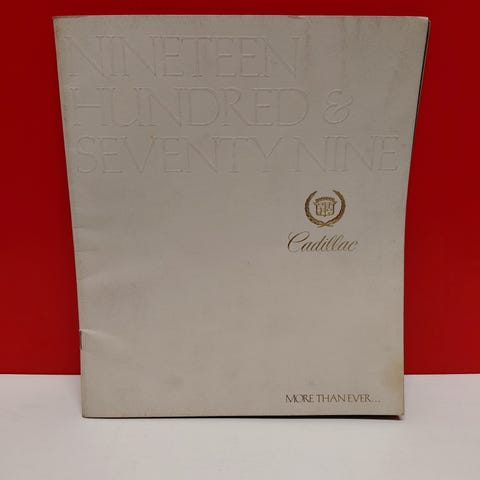 NINETEEN
HUNDRED &
SEVENTY NINE
Cadillac
MORE THAN EVER...